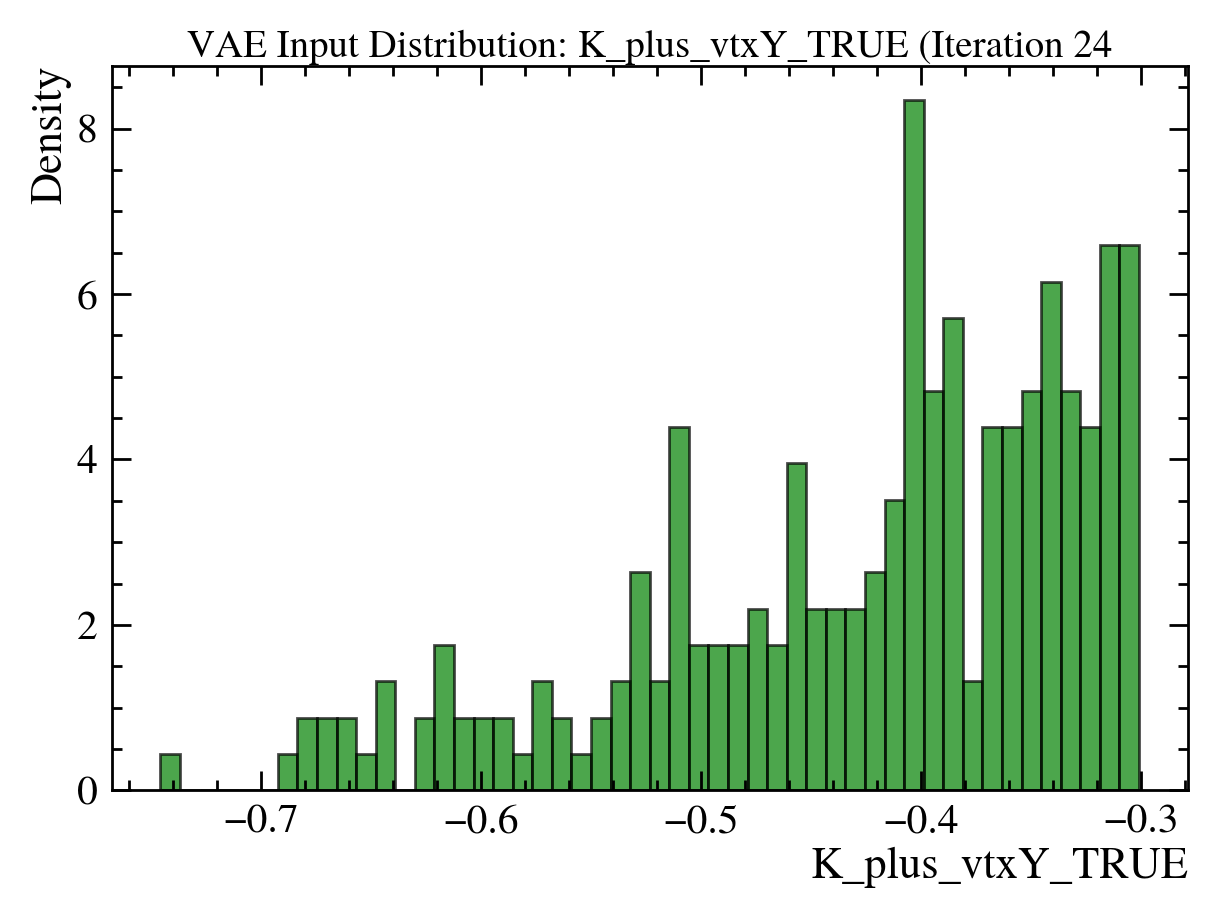 VAE Input Distribution: K_plus_vtxY_TRUE (Iteration 24
Density
8
6
4
2
0
−0.7 −0.6 −0.5 −0.4 −0.3
K_plus_vtxY_TRUE